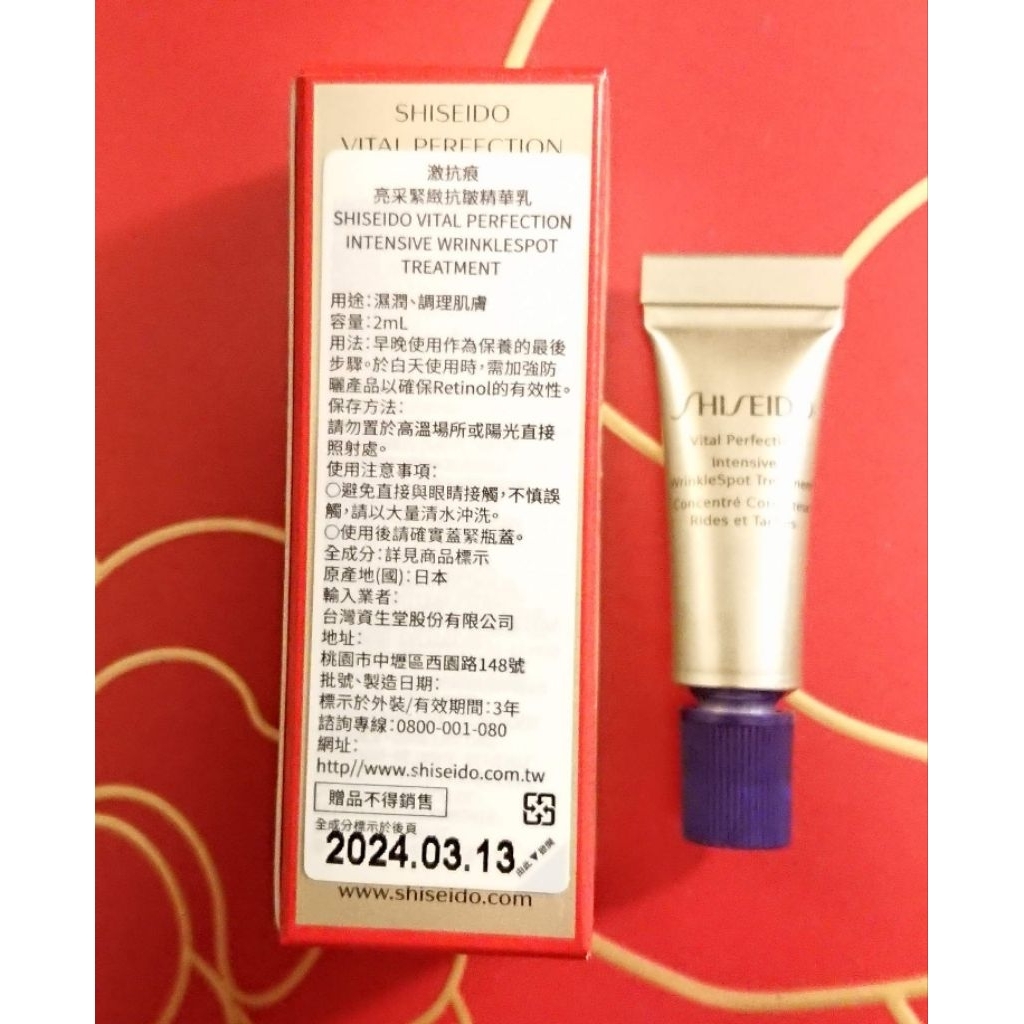 SHISEIDO
VITAL PERFECTION
激抗痕
亮采緊緻抗皺精華乳
SHISEIDO VITAL PERFECTION
INTENSIVE WRINKLESPOT
TREATMENT
用途:濕潤、調理肌膚
容量:2mL
用法:早晚使用作為保養的最後
步驟。於白天使用時,需加強防
曬產品以確保Retinol的有效性。
保存方法:
請勿置於高溫場所或陽光直接
照射處。
使用注意事項:
○避免直接與眼睛接觸,不慎誤
觸,請以大量清水沖洗。
○使用後請確實蓋緊瓶蓋。
全成分:詳見商品標示
原產地(國):日本
輸入業者:
台灣資生堂股份有限公司
地址:
桃園市中壢區西園路148號
批號、製造日期:
標示於外裝/有效期間:3年
諮詢專線:0800-001-080
網址:
http//www.shiseido.com.tw
贈品不得銷售
全成分標示於後頁
2024.03.13
由此▼撕開
www.shiseido.com
SHISEIDO
Vital Perfecti
Intensive
WrinkleSpot Tre
Concentré Cor
Rides et Ta